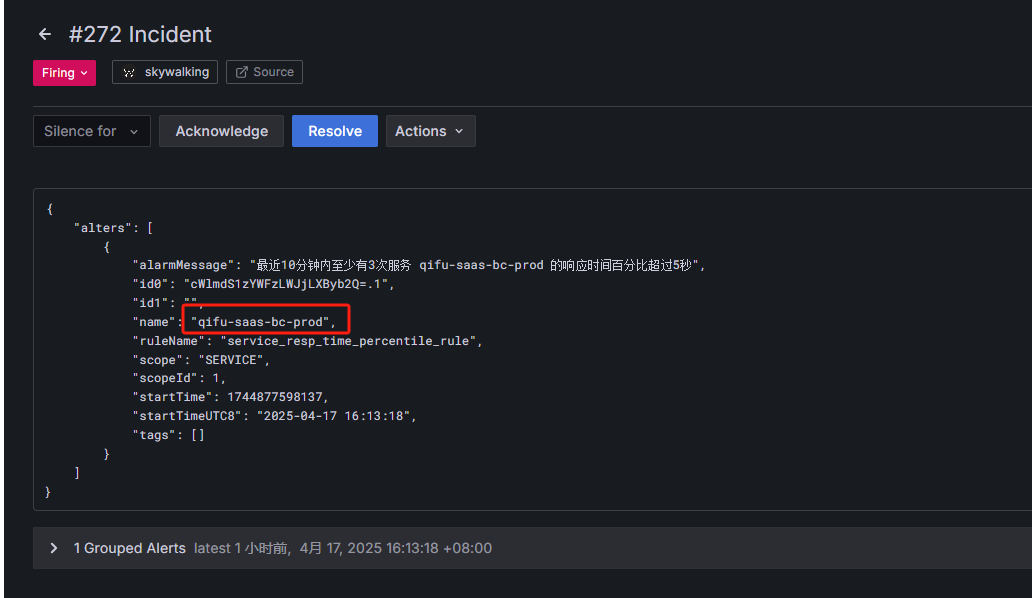 ← #272 Incident
Firing
skywalking
Source
Silence for
Acknowledge
Resolve
Actions
{
"alters": [
{
"alarmMessage": "最近10分钟内至少有3次服务 qifu-saas-bc-prod 的响应时间百分比超过5秒",
"id0": "cWlmdS1zYWFzLWJjLXByb2Q=.1",
"id1": "",
"name": "qifu-saas-bc-prod",
"ruleName": "service_resp_time_percentile_rule",
"scope": "SERVICE",
"scopeId": 1,
"startTime": 1744877598137,
"startTimeUTC8": "2025-04-17 16:13:18",
"tags": []
}
]
}
1 Grouped Alerts latest 1 小时前, 4月 17, 2025 16:13:18 +08:00